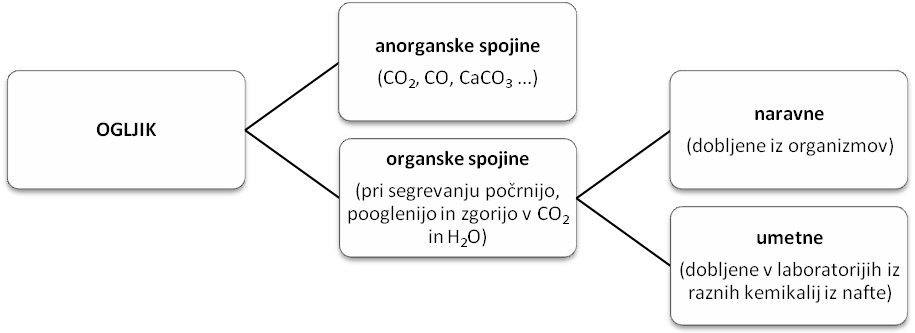 OGLJIK
anorganske spojine
(CO₂, CO, CaCO₃ ...)
organske spojine
(pri segrevanju počrnijo,
pooglenijo in zgorijo v CO₂
in H₂O)
naravne
(dobljene iz organizmov)
umetne
(dobljene v laboratorijih iz
raznih kemikalij iz nafte)